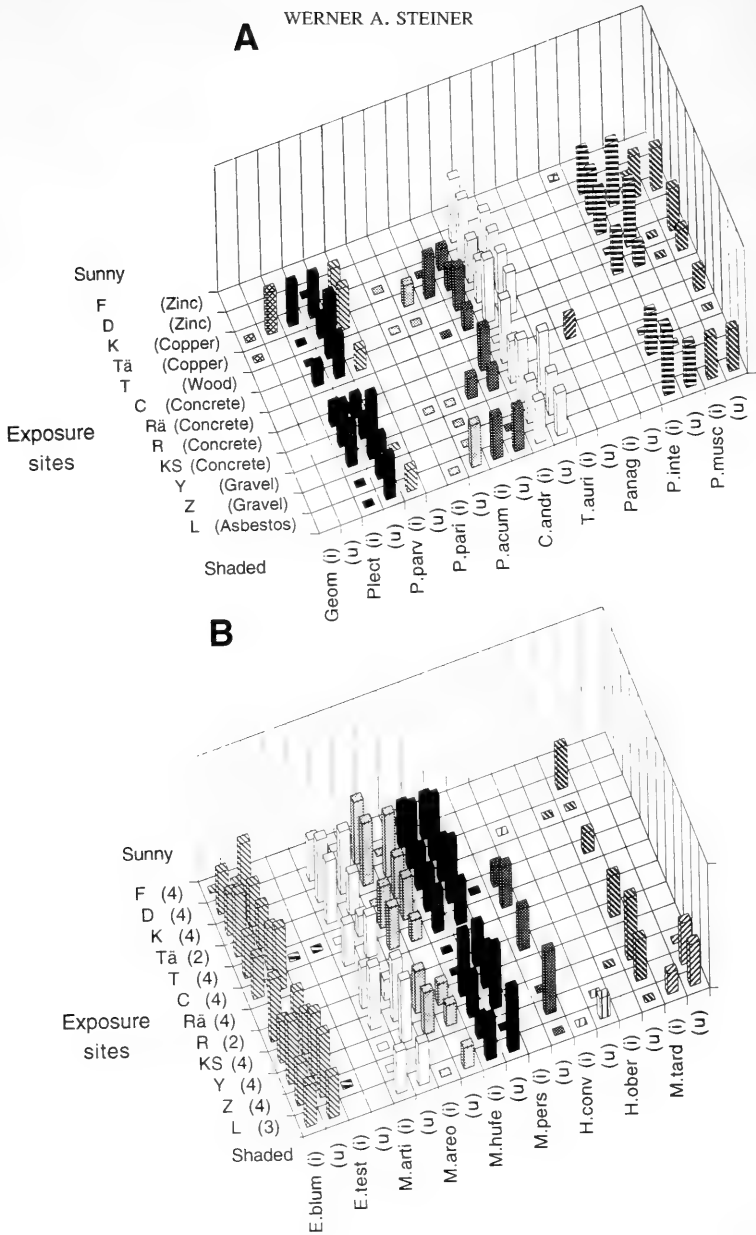 WERNER A. STEINER
A
Sunny
F (Zinc)
D (Zinc)
K (Copper)
Tä (Copper)
T (Wood)
C (Concrete)
Rä (Concrete)
R (Concrete)
KS (Concrete)
Y (Gravel)
Z (Gravel)
L (Asbestos)
Exposure
sites
Shaded
Geom (i)
(u)
Plect (i)
(u)
P.parv (i)
(u)
P.pari (i)
(u)
P.acum (i)
(u)
C.andr (i)
(u)
T.auri (i)
(u)
Panag (i)
(u)
P.inte (i)
(u)
P.musc (i)
(u)
B
Sunny
F (4)
D (4)
K (4)
Tä (2)
T (4)
C (4)
Rä (4)
R (2)
KS (4)
Y (4)
Z (4)
L (3)
Exposure
sites
Shaded
E.blum (i)
(u)
E.test (i)
(u)
M.arti (i)
(u)
M.areo (i)
(u)
M.hufe (i)
(u)
M.pers (i)
(u)
H.conv (i)
(u)
H.ober (i)
(u)
M.tard (i)
(u)